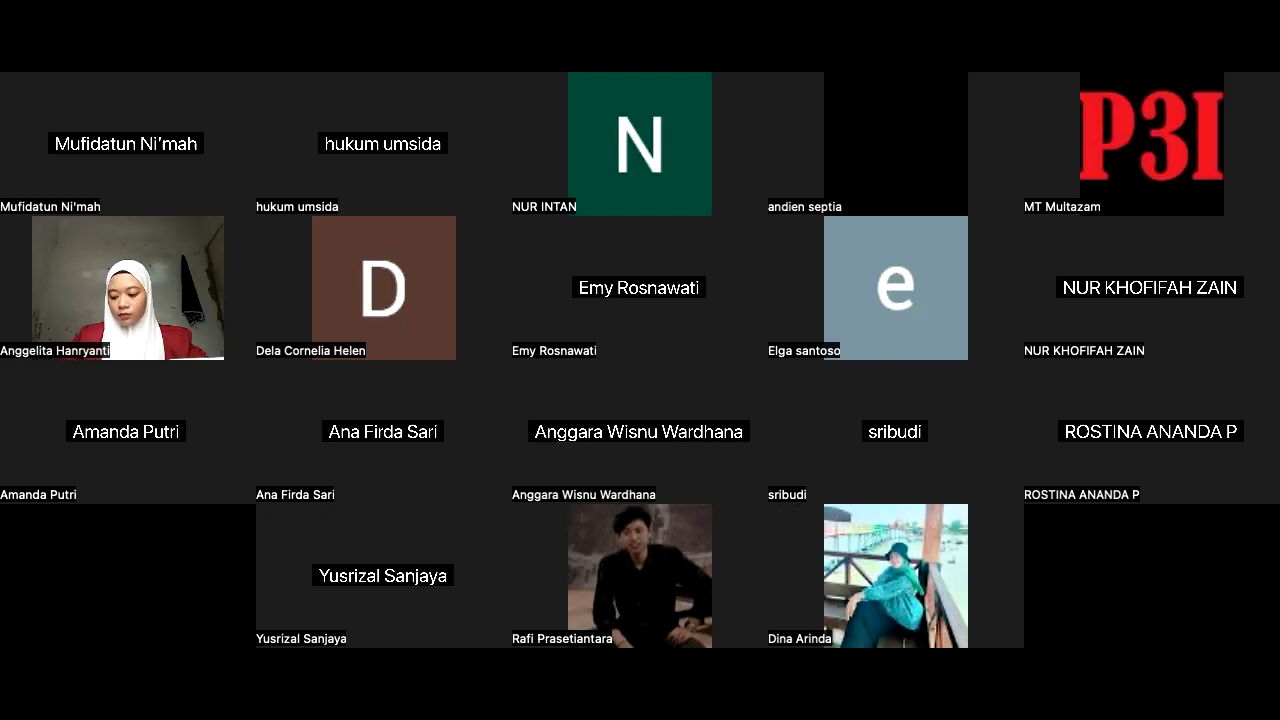 Mufidatun Ni'mah
Mufidatun Ni'mah
hukum umsida
hukum umsida
N
NUR INTAN
andien septia
P3I
MT Multazam
Anggelita Hanryanti
D
Dela Cornelia Helen
Emy Rosnawati
Emy Rosnawati
e
Elga santoso
NUR KHOFIFAH ZAIN
NUR KHOFIFAH ZAIN
Amanda Putri
Amanda Putri
Ana Firda Sari
Ana Firda Sari
Anggara Wisnu Wardhana
Anggara Wisnu Wardhana
sribudi
sribudi
ROSTINA ANANDA P
ROSTINA ANANDA P
Yusrizal Sanjaya
Yusrizal Sanjaya
Rafi Prasetiantara
Dina Arinda